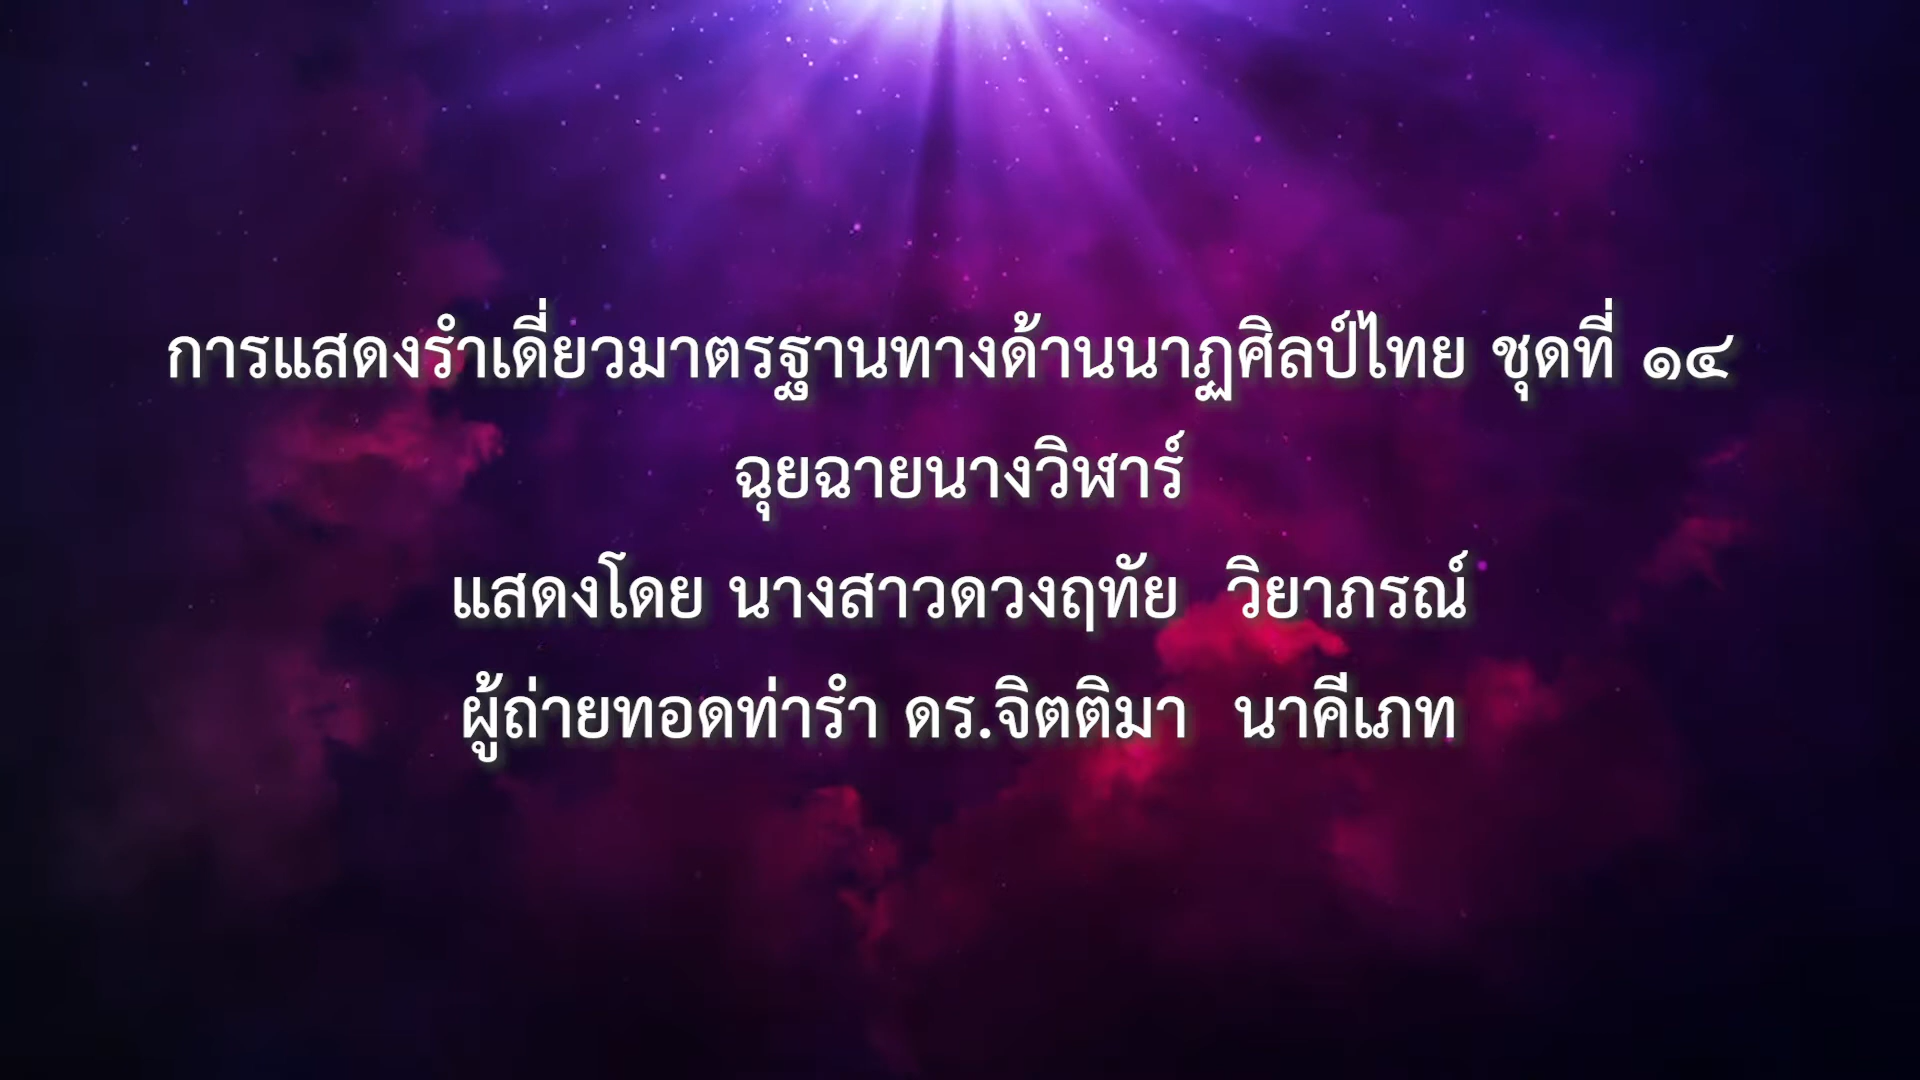 การแสดงรำเดี่ยวมาตรฐานทางด้านนาฏศิลป์ไทย ชุดที่ ๑๔
ฉุยฉายนางวิฬาร์
แสดงโดย นางสาวดวงฤทัย วิยาภรณ์
ผู้ถ่ายทอดท่ารำ ดร.จิตติมา นาคีเภท